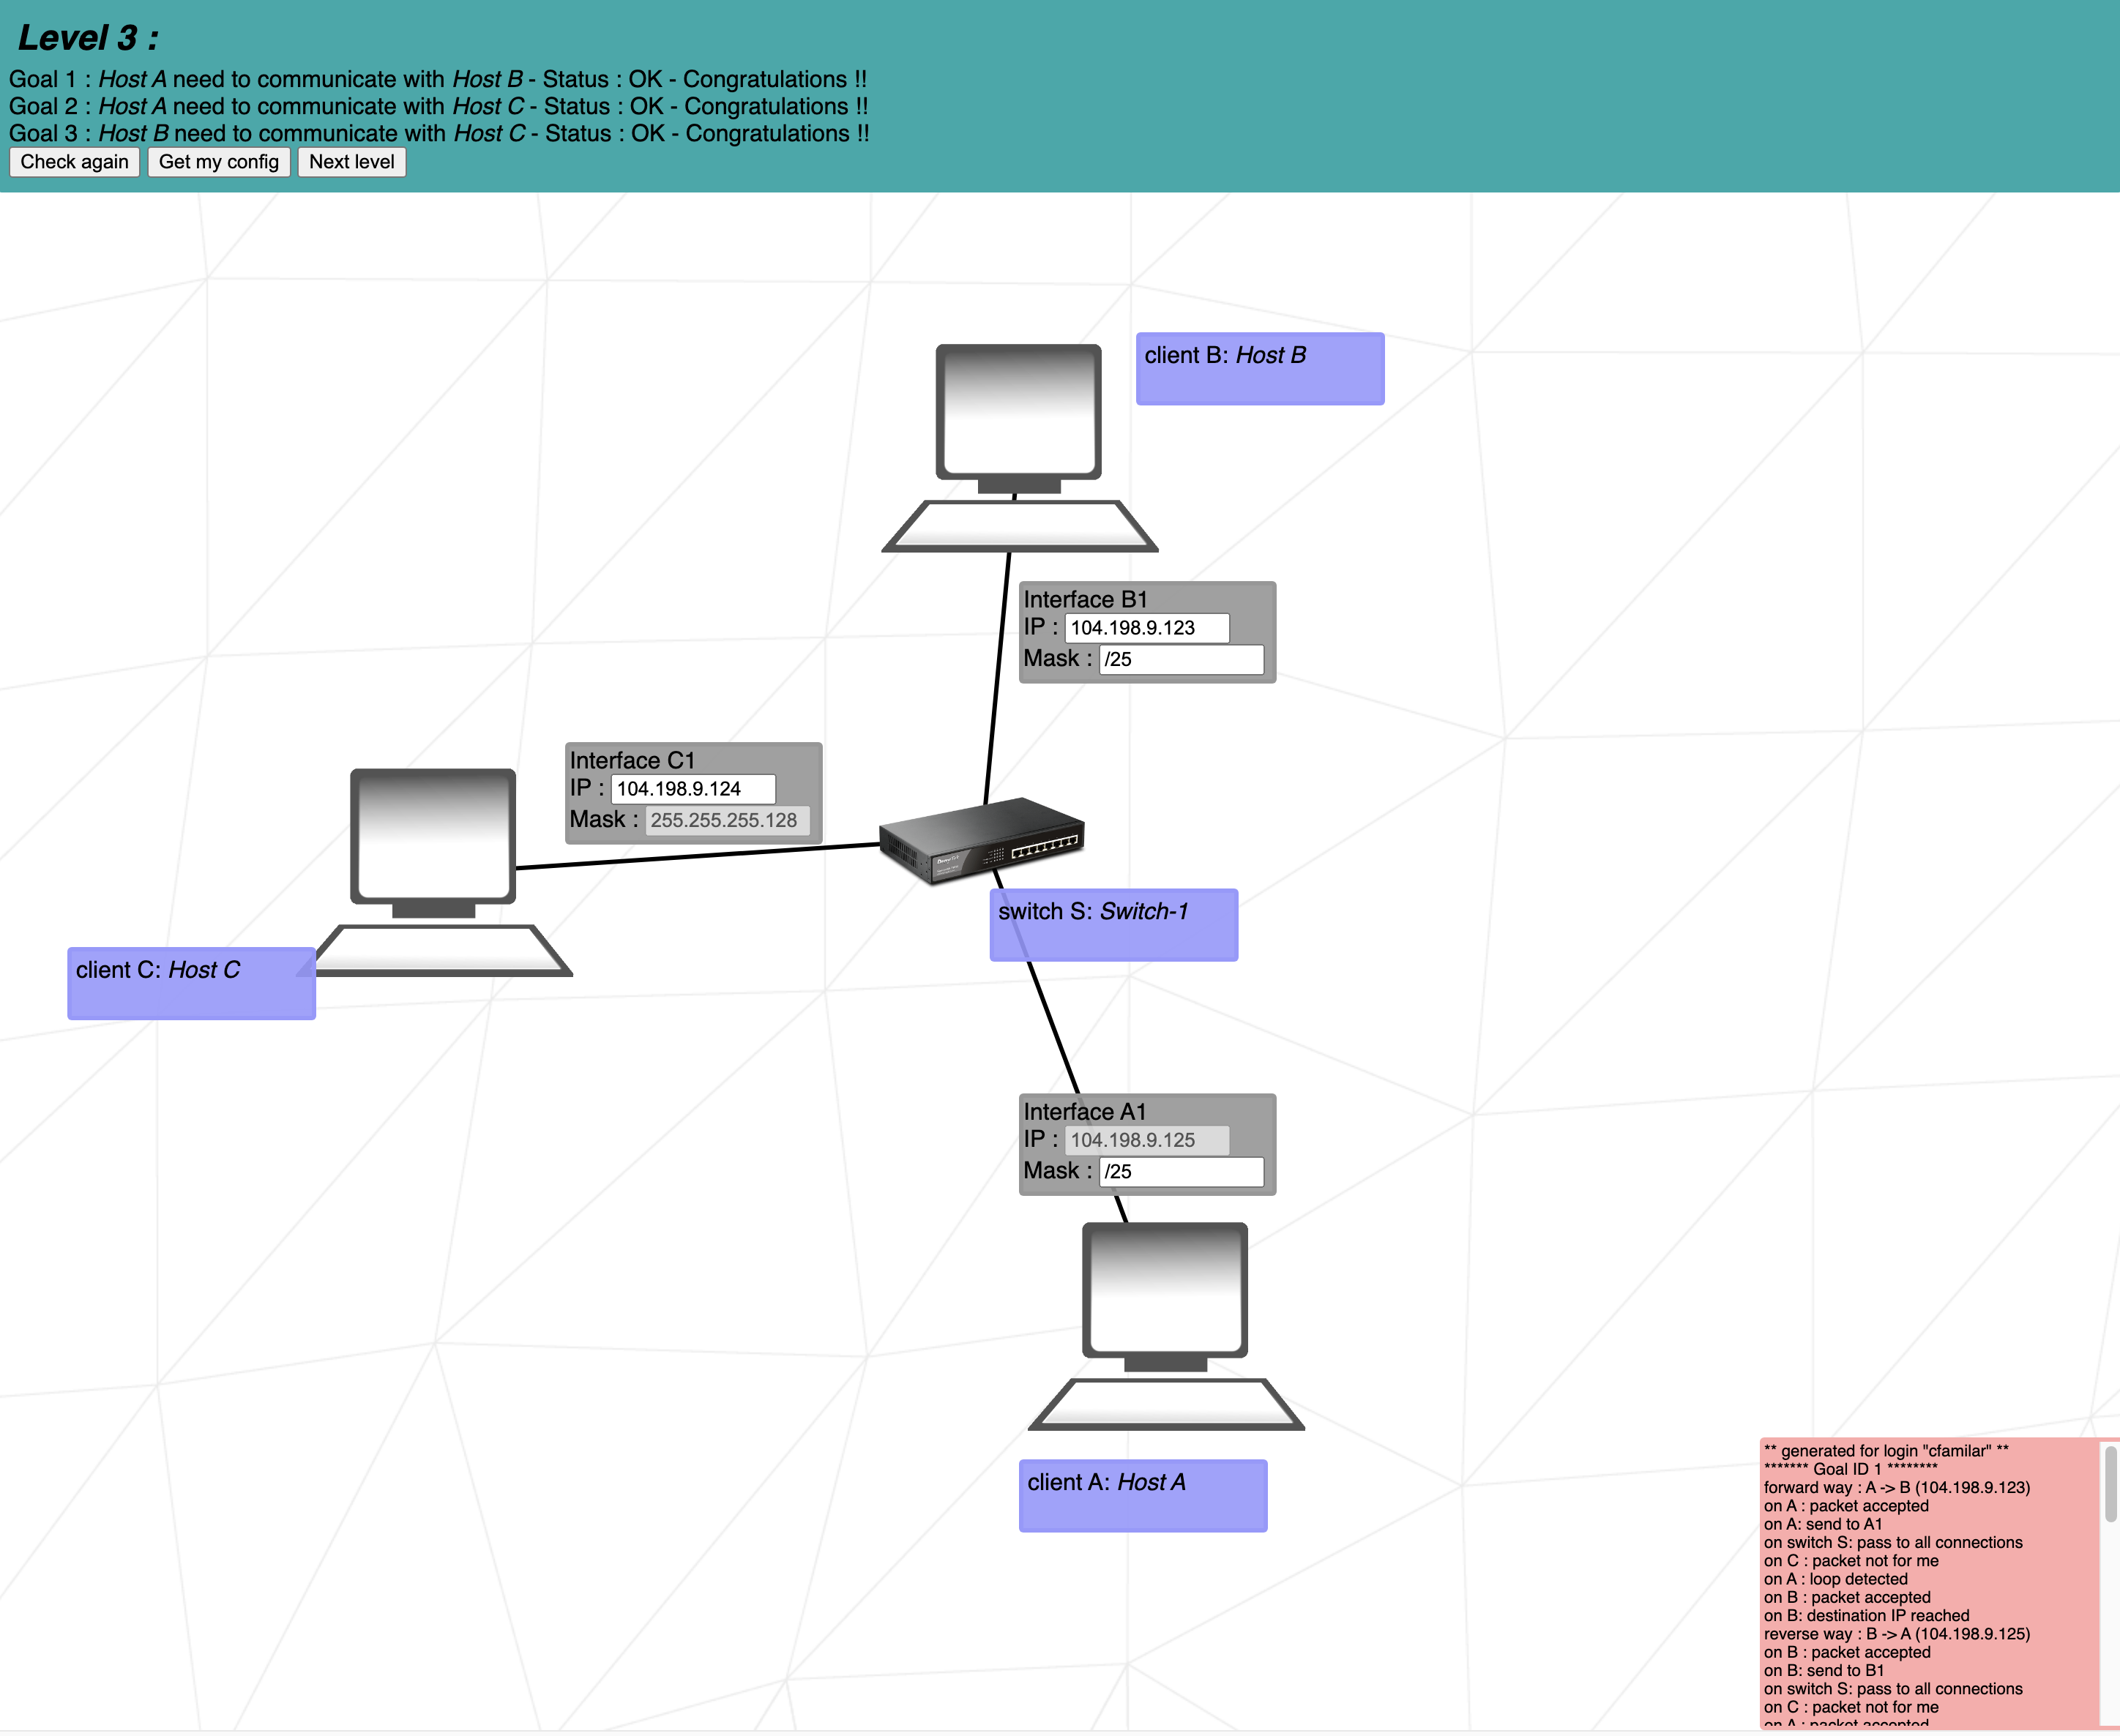 Level 3 :
Goal 1 : Host A need to communicate with Host B - Status : OK - Congratulations !!
Goal 2 : Host A need to communicate with Host C - Status : OK - Congratulations !!
Goal 3 : Host B need to communicate with Host C - Status : OK - Congratulations !!
Check again Get my config Next level
client B: Host B
Interface B1
IP : 104.198.9.123
Mask : /25
Interface C1
IP : 104.198.9.124
Mask : 255.255.255.128
switch S: Switch-1
client C: Host C
Interface A1
IP : 104.198.9.125
Mask : /25
client A: Host A
** generated for login "cfamilar" **
******* Goal ID 1 ********
forward way : A -> B (104.198.9.123)
on A : packet accepted
on A: send to A1
on switch S: pass to all connections
on C : packet not for me
on A : loop detected
on B : packet accepted
on B: destination IP reached
reverse way : B -> A (104.198.9.125)
on B : packet accepted
on B: send to B1
on switch S: pass to all connections
on C : packet not for me
on A : packet accepted